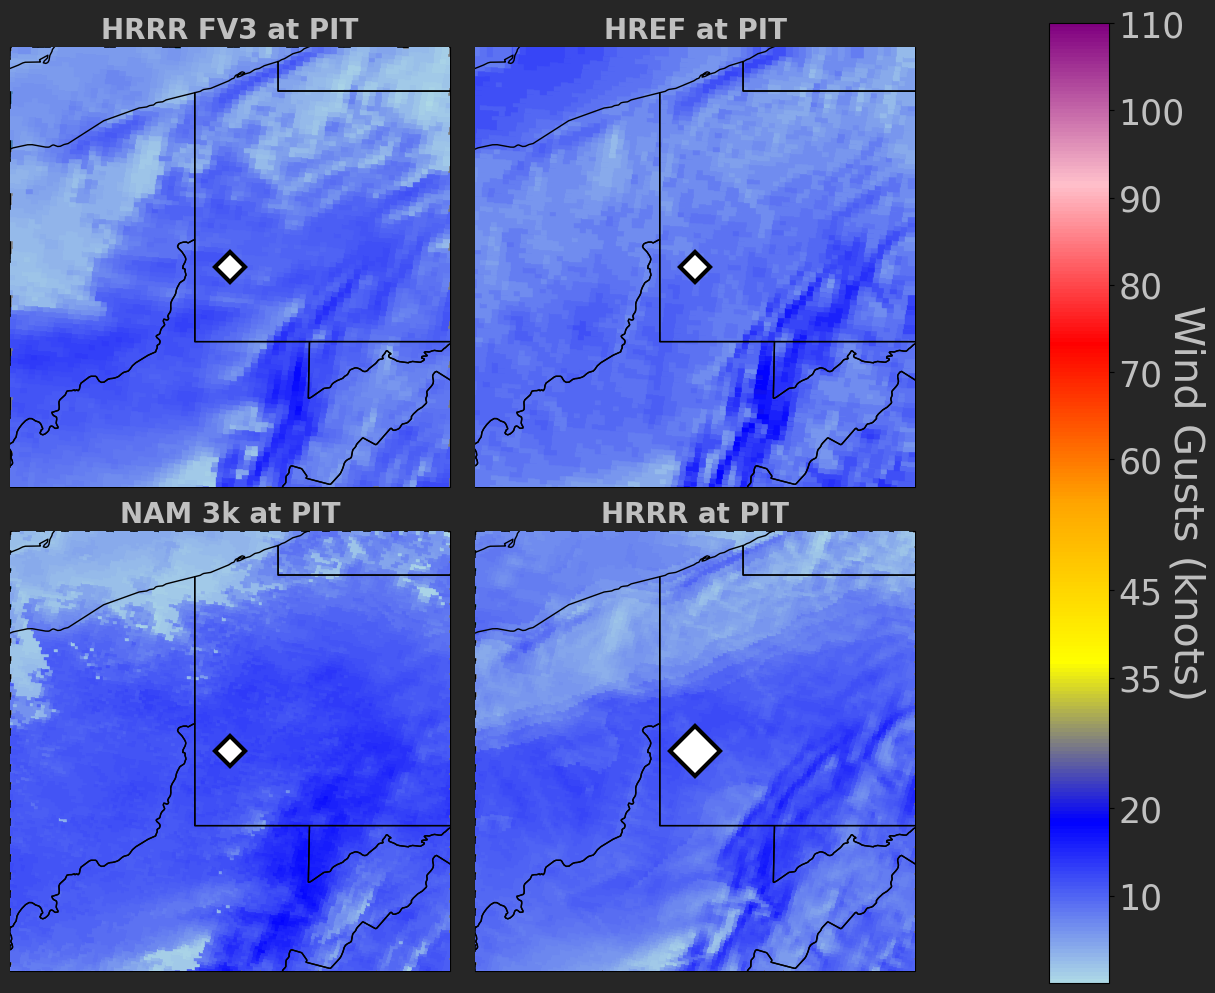 HRRR FV3 at PIT
HREF at PIT
NAM 3k at PIT
HRRR at PIT
110
100
90
80
70
60
45
35
20
10
Wind Gusts (knots)